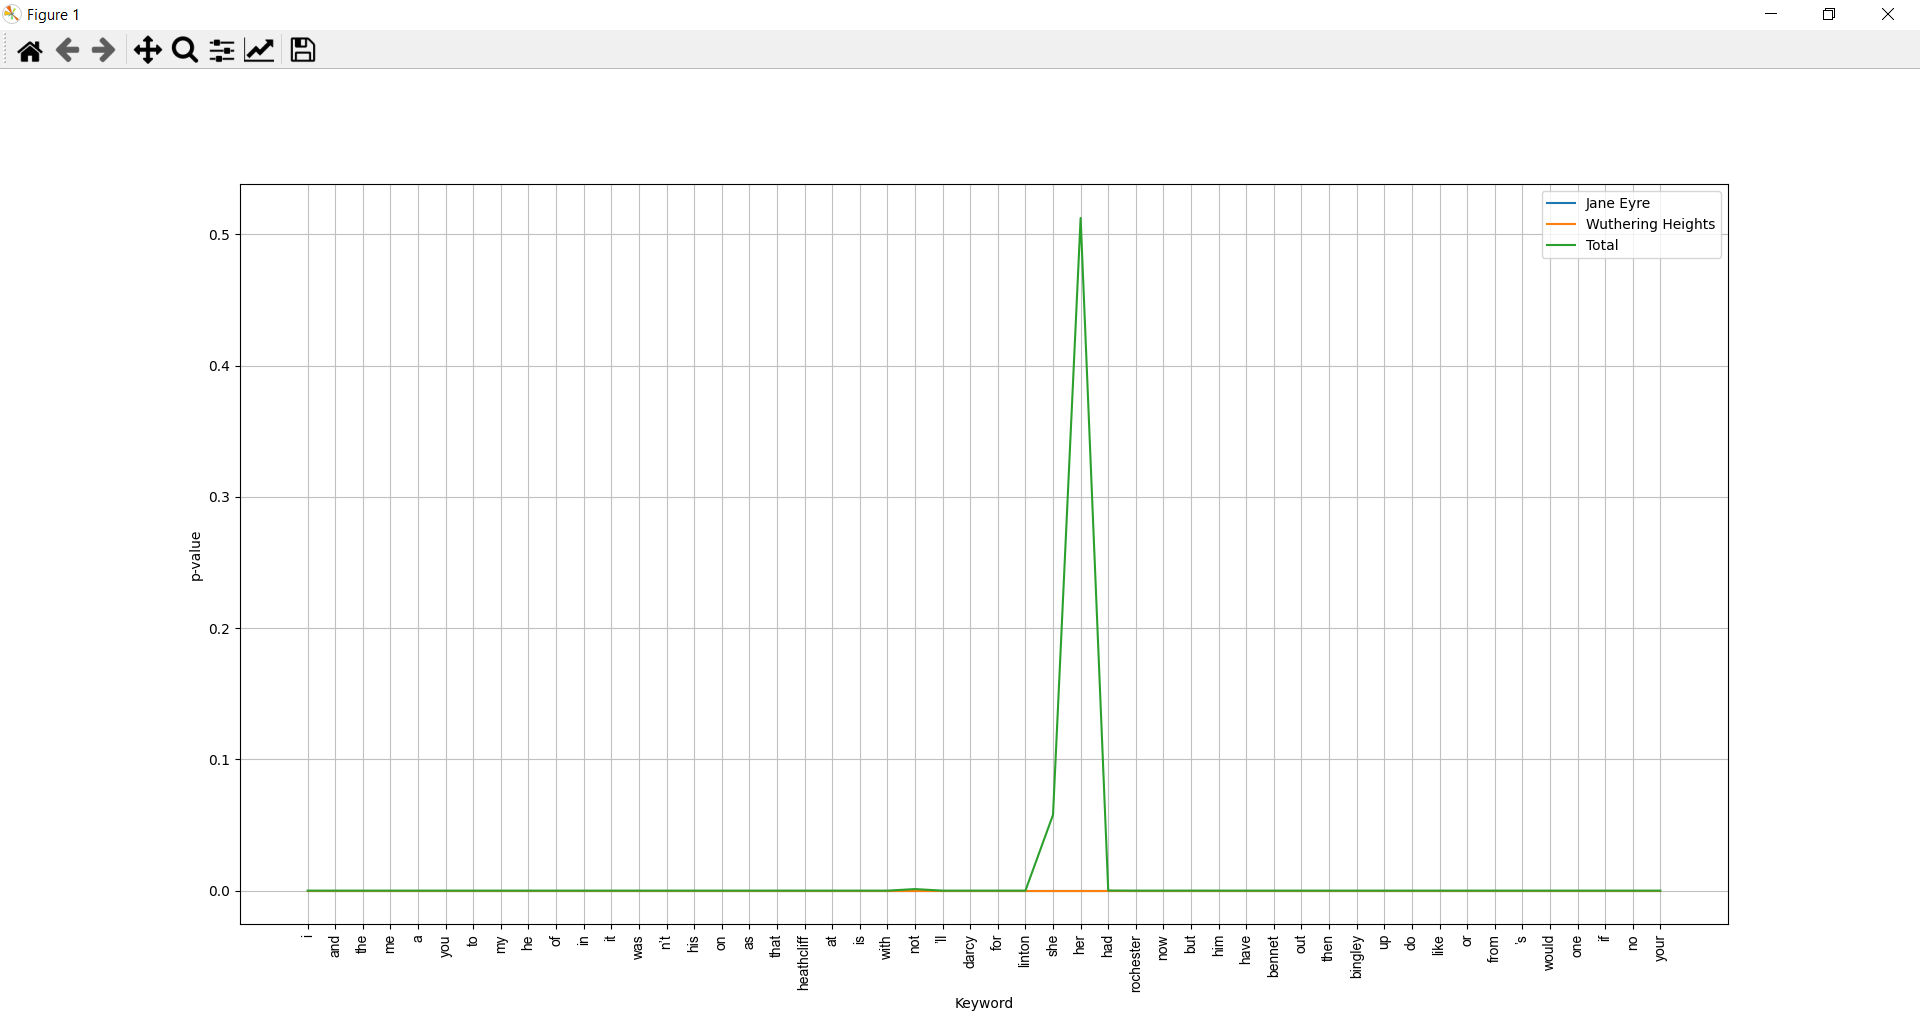 Figure 1
Jane Eyre
Wuthering Heights
Total
0.5
0.4
0.3
0.2
0.1
0.0
p-value
i
and
the
me
a
you
to
my
he
of
in
it
was
n't
his
on
as
that
heathcliff
at
is
with
not
'll
darcy
for
linton
she
her
had
rochester
now
but
him
have
bennet
out
then
bingley
up
do
like
or
from
's
would
one
if
no
your
Keyword